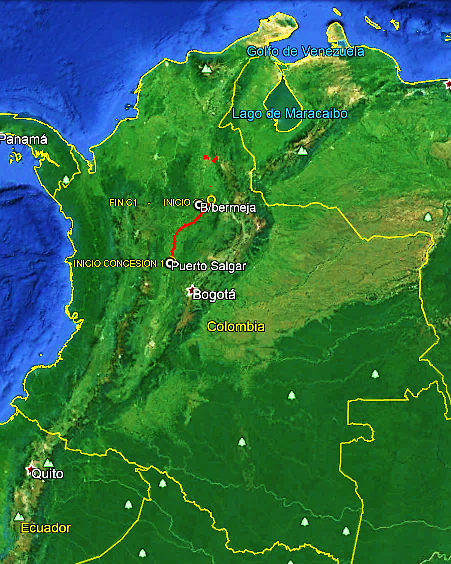 Golfo de Venezuela
Lago de Maracaibo
Panamá
FIN C1 - INICIO
B/bermeja
INICIO CONCESION 1
Puerto Salgar
Bogotá
Colombia
Quito
Ecuador